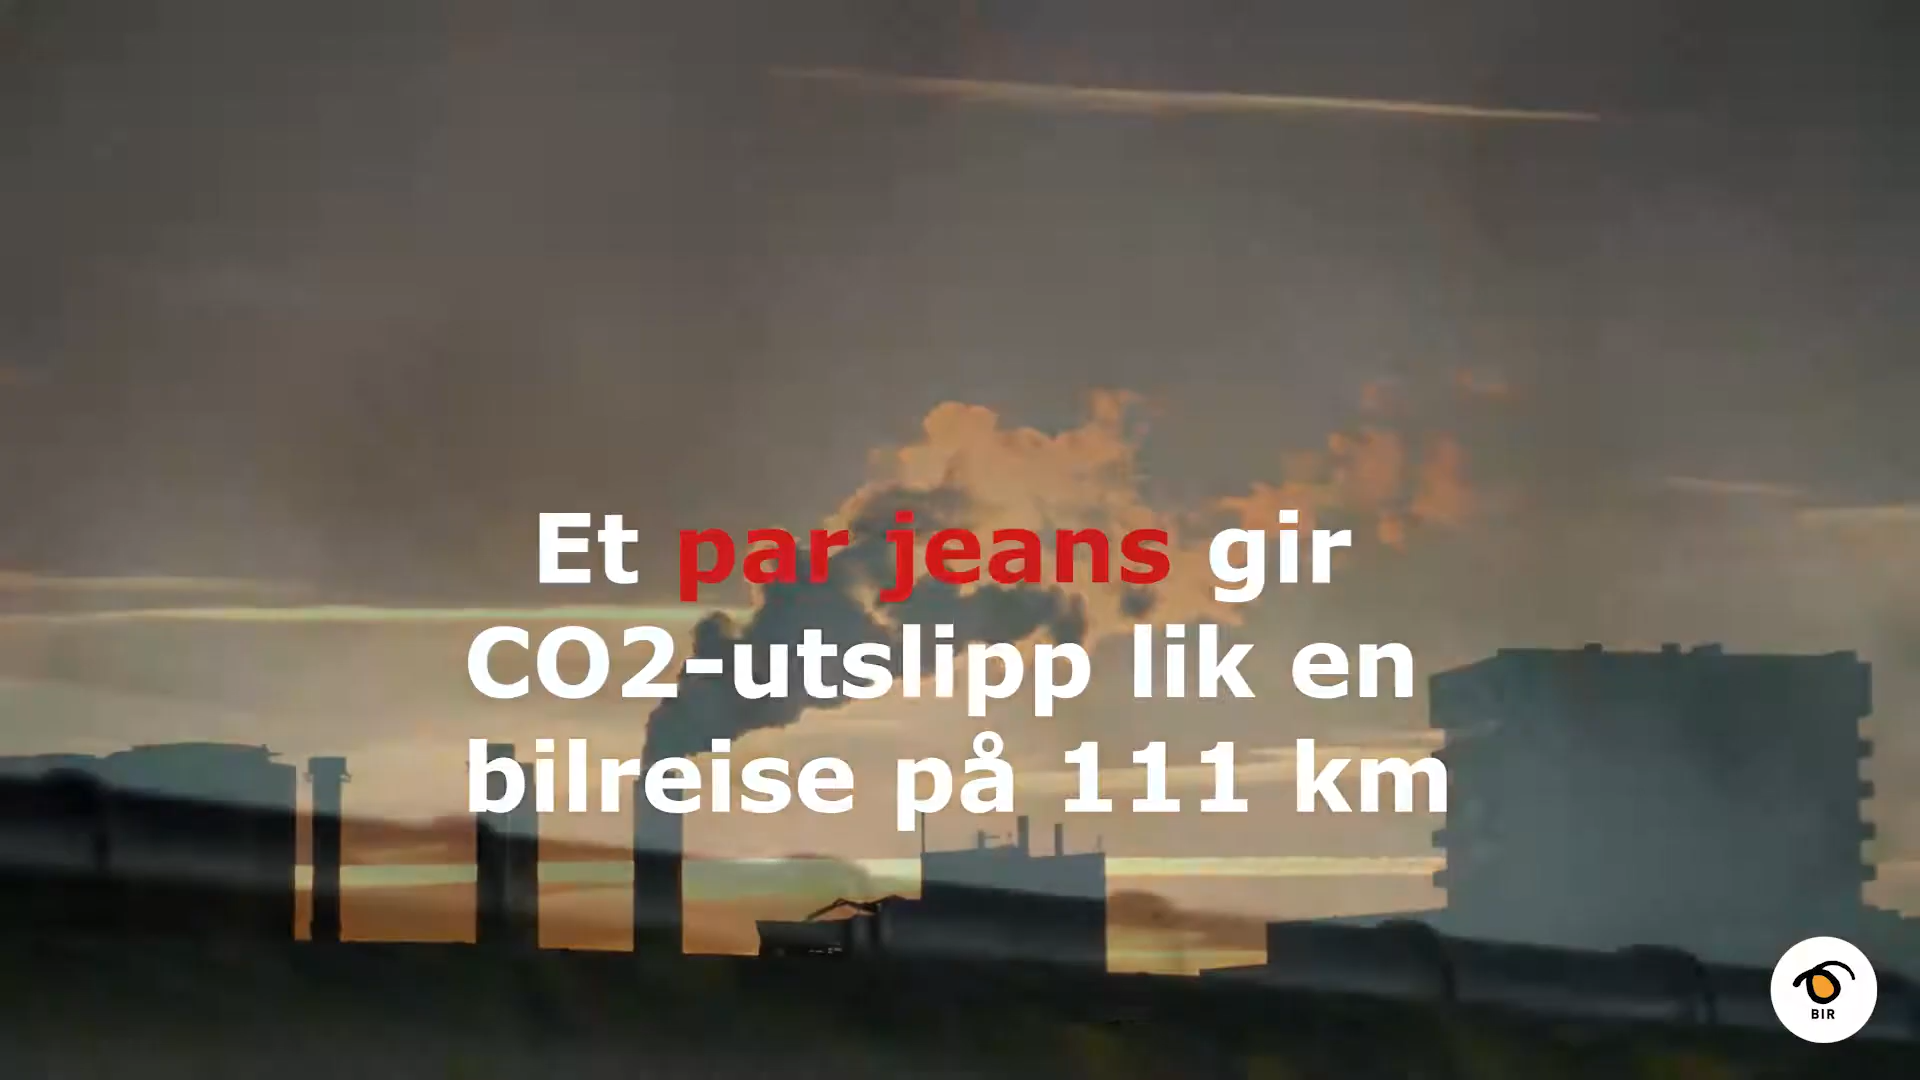 Et par jeans gir
CO2-utslipp lik en
bilreise på 111 km
BIR